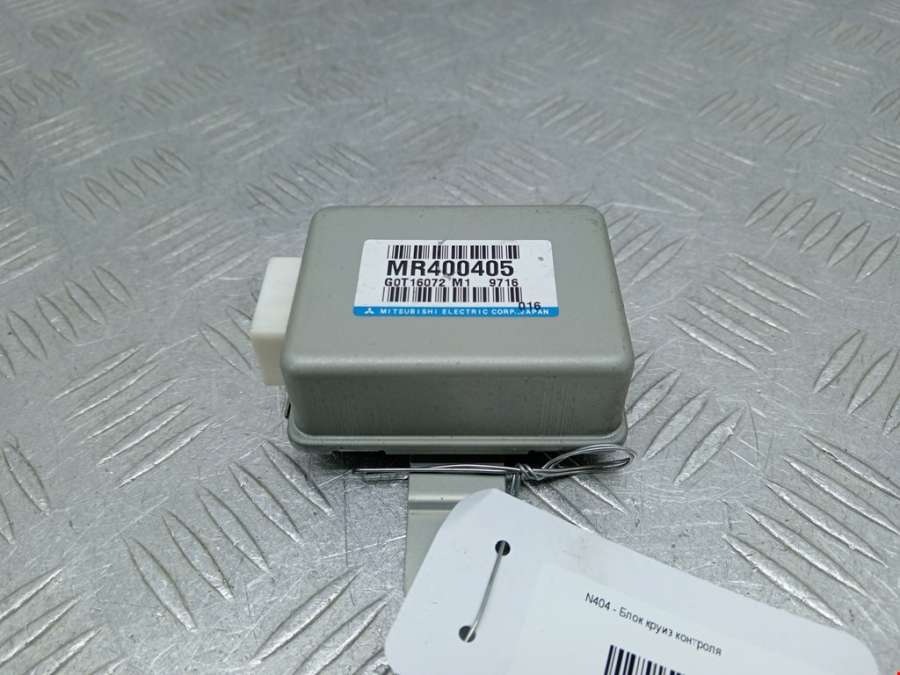 MR400405
G0T16072 M1 9716
016
MITSUBISHI ELECTRIC CORP. JAPAN
N404 - Блок круиз контроля